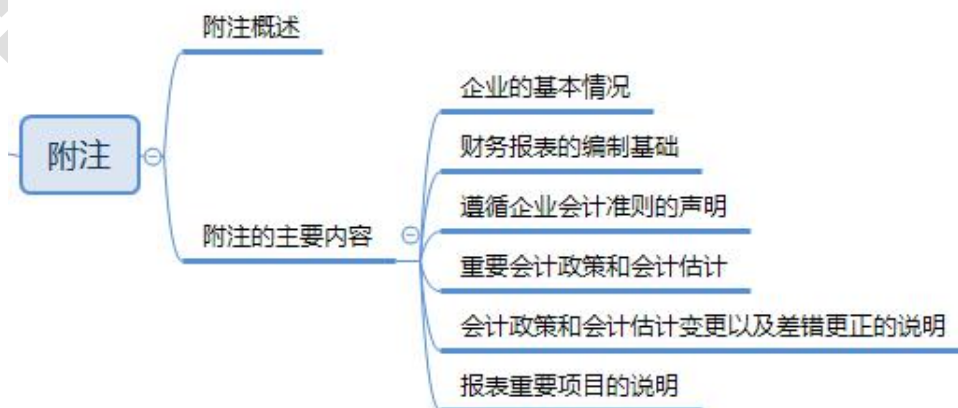 附注
附注概述
附注的主要内容
企业的基本情况
财务报表的编制基础
遵循企业会计准则的声明
重要会计政策和会计估计
会计政策和会计估计变更以及差错更正的说明
报表重要项目的说明